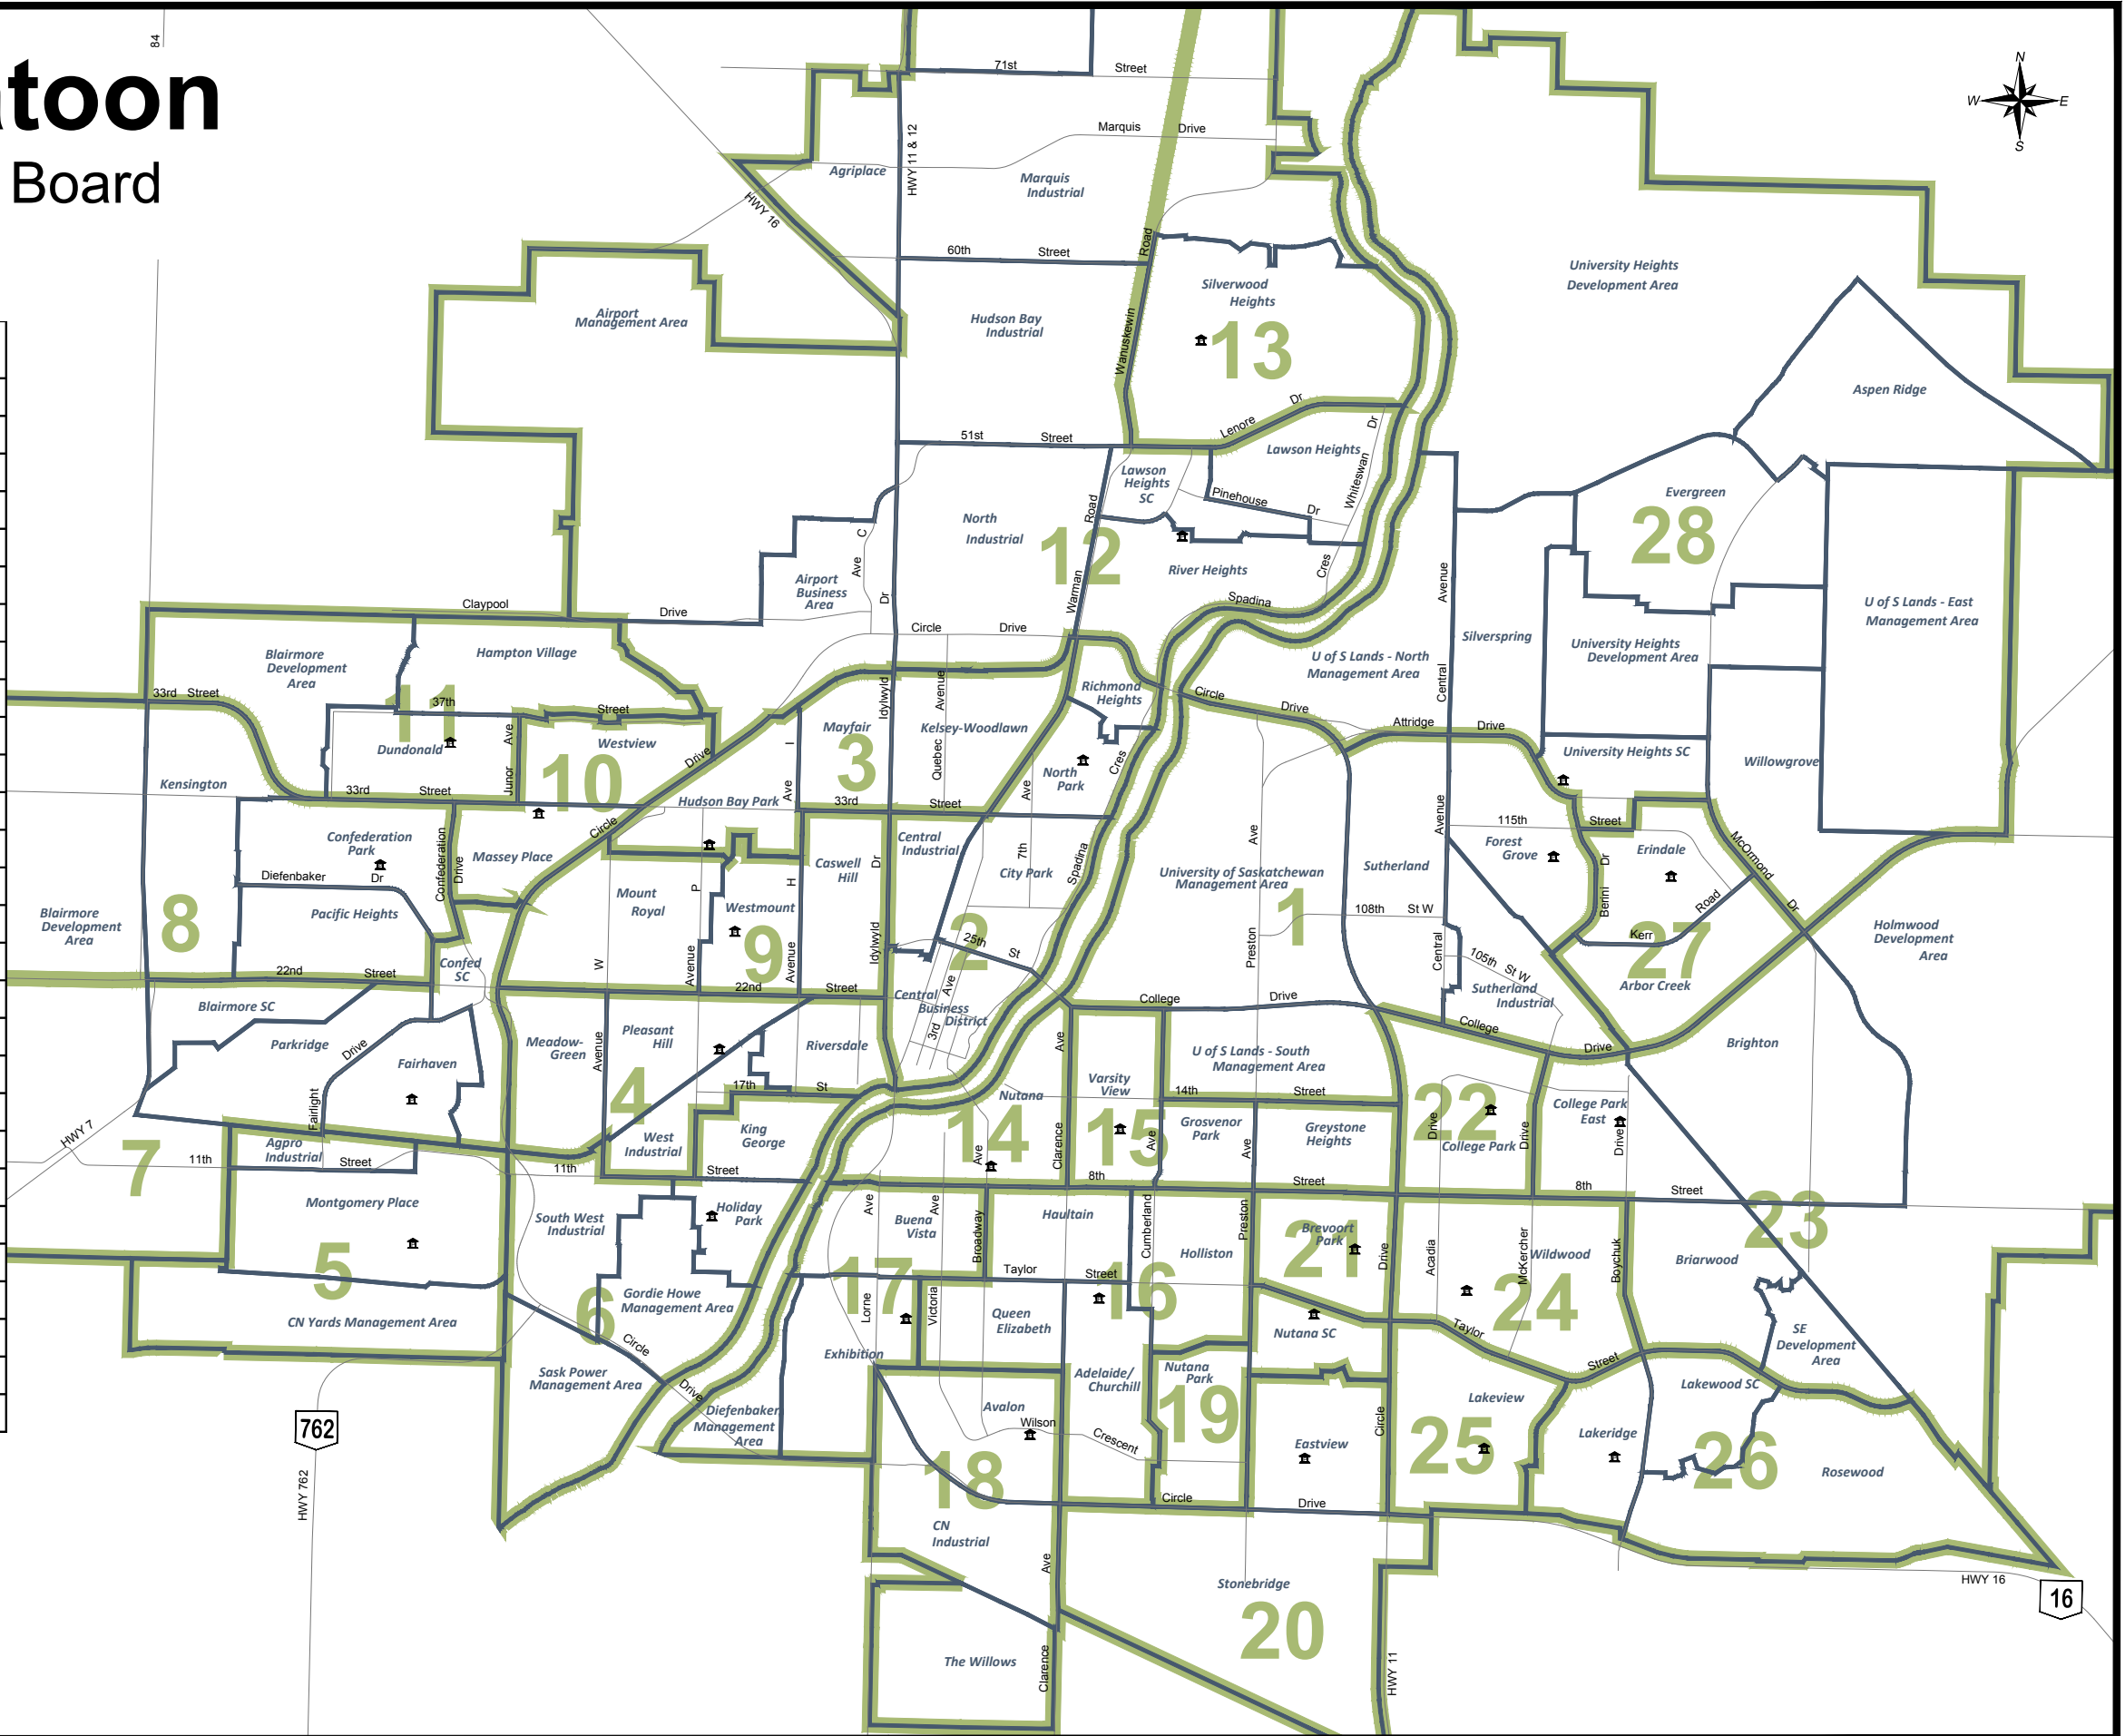 atoon
Board
84
N
W
E
S
71st
Street
HWY 11 & 12
Marquis
Drive
Agriplace
Marquis
Industrial
HWY 16
60th
Street
Road
Wanuskewin
Silverwood
Heights
13
Airport
Management Area
Hudson Bay
Industrial
University Heights
Development Area
Aspen Ridge
51st
Street
Lenore
Dr
Lawson Heights
Dr
Whiteswan
Lawson
Heights
SC
Pinehouse
Dr
North
Industrial
12
Road
Warman
River Heights
Cres
Spadina
Evergreen
28
Ave
C
Airport
Business
Area
Dr
Claypool
Drive
Circle
Drive
Avenue
Central
Silverspring
University Heights
Development Area
U of S Lands - East
Management Area
U of S Lands - North
Management Area
Blairmore
Development
Area
Hampton Village
33rd
Street
11
37th
Street
Dundonald
Junor
Ave
Westview
10
Drive
Mayfair
3
Idylwyld
Avenue
Quebec
Kelsey-Woodlawn
Richmond
Heights
Circle
Drive
Attridge
Drive
University Heights SC
Willowgrove
Kensington
33rd
Street
Hudson Bay Park
Ave
I
33rd
Street
North
Park
Ave
Cres
Confederation
Park
Confederation
Drive
Massey Place
Circle
Diefenbaker
Dr
Pacific Heights
8
Blairmore
Development
Area
Mount
Royal
P
H
Westmount
9
Caswell
Hill
Dr
Idylwyld
Central
Industrial
7th
City Park
Spadina
2
25th
St
University of Saskatchewan
Management Area
1
Ave
Preston
Sutherland
Avenue
Central
108th
St W
105th
St W
Sutherland
Industrial
115th
Street
Forest
Grove
Erindale
McOrmond
Dr
Berini
Dr
Kerr
Road
27
Arbor Creek
Holmwood
Development
Area
22nd
Street
Confed
SC
W
Avenue
Avenue
22nd
Street
Central
Business
District
3rd
Ave
College
Drive
College
Drive
Blairmore SC
Parkridge
Drive
Fairlight
Fairhaven
Meadow-
Green
Avenue
Pleasant
Hill
4
Riversdale
17th
St
Nutana
14
Ave
Ave
Clarence
Varsity
View
15
Ave
U of S Lands - South
Management Area
14th
Street
Grosvenor
Park
Ave
Greystone
Heights
22
Drive
College Park
Drive
College Park
East
Drive
Brighton
HWY 7
7
11th
Street
Agpro
Industrial
West
Industrial
King
George
11th
Street
8th
Street
8th
Street
Montgomery Place
5
CN Yards Management Area
South West
Industrial
6
Holiday
Park
Gordie Howe
Management Area
Circle
Drive
Sask Power
Management Area
Diefenbaker
Management
Area
Ave
Lorne
Ave
Victoria
Buena
Vista
17
Broadway
Haultain
Cumberland
Holliston
Preston
Taylor
Street
16
Brevoort
Park
21
Drive
Circle
Acadia
McKercher
Wildwood
24
Boychuk
Briarwood
23
Exhibition
Queen
Elizabeth
Nutana SC
Taylor
Street
SE
Development
Area
Adelaide/
Churchill
Nutana
Park
19
Avalon
Wilson
Crescent
Eastview
Lakeview
25
Lakeridge
Lakewood SC
26
Rosewood
762
HWY 762
18
CN
Industrial
Circle
Drive
Ave
Clarence
The Willows
Stonebridge
20
HWY 11
HWY 16
16